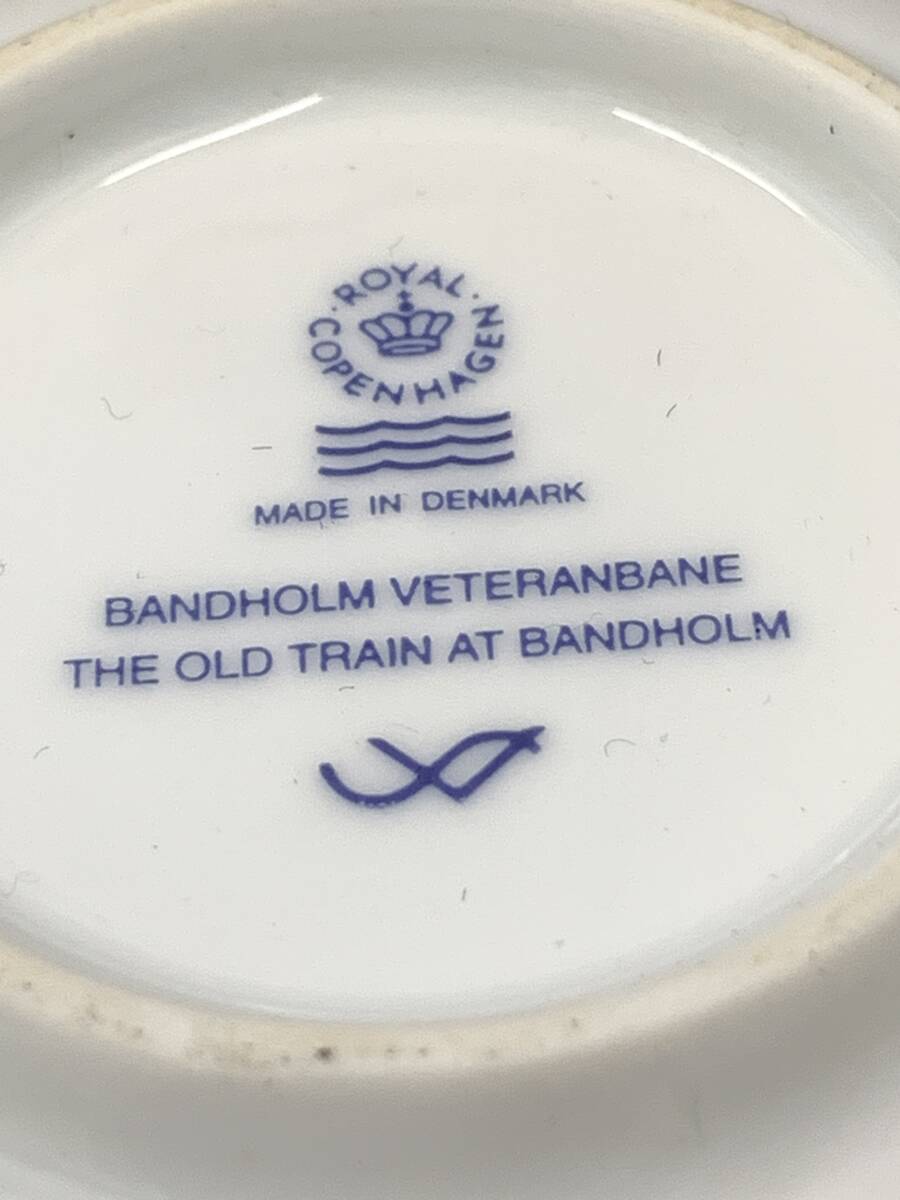 ROYAL
COPENHAGEN
MADE IN DENMARK
BANDHOLM VETERANBANE
THE OLD TRAIN AT BANDHOLM